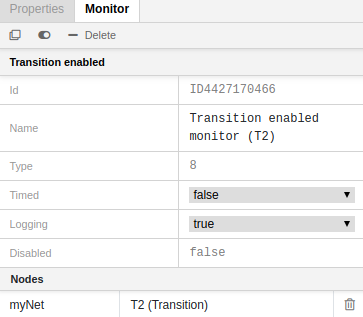 Properties
Monitor
Delete
Transition enabled
Id
ID4427170466
Name
Transition enabled
monitor (T2)
Type
8
Timed
false
Logging
true
Disabled
false
Nodes
myNet
T2 (Transition)